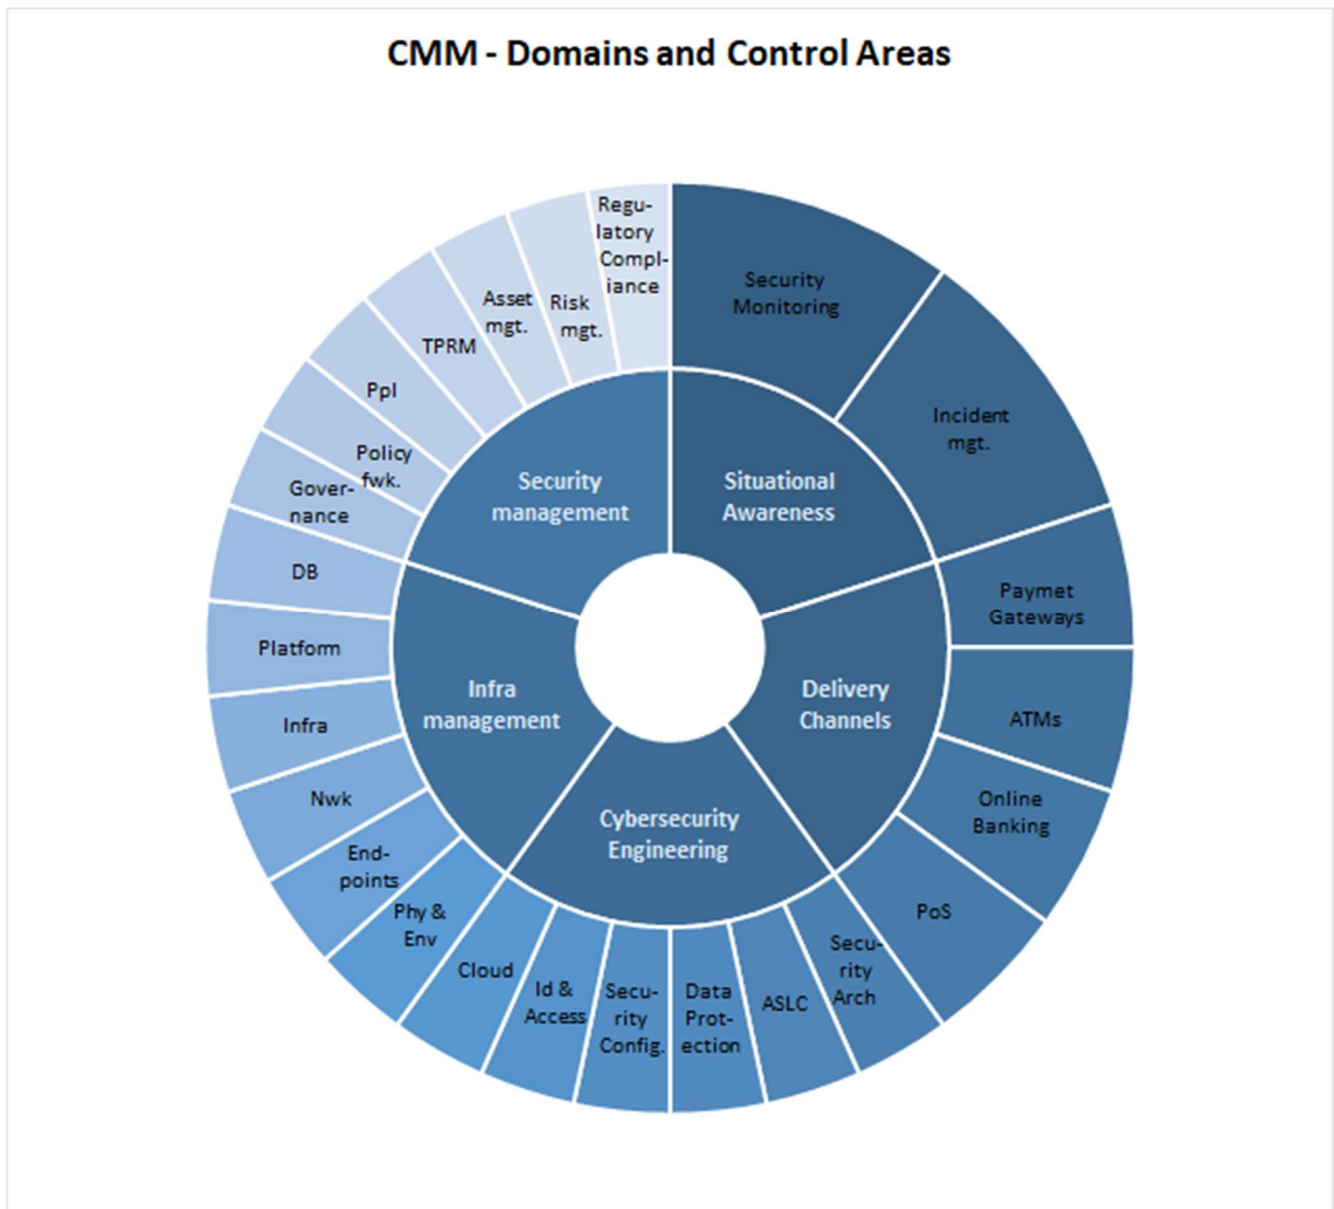 CMM - Domains and Control Areas
Regu-
latory
Compl-
iance
Security
Monitoring
Asset
mgt.
Risk
mgt.
TPRM
Ppl
Incident
mgt.
Policy
fwk.
Gover-
nance
Security
management
Situational
Awareness
DB
Paymet
Gateways
Platform
Infra
management
Delivery
Channels
Infra
ATMs
Nwk
Online
Banking
Cybersecurity
Engineering
End-
points
Phy &
Env
PoS
Cloud
Id &
Access
Secu-
rity
Config.
Data
Prot-
ection
ASLC
Secu-
rity
Arch